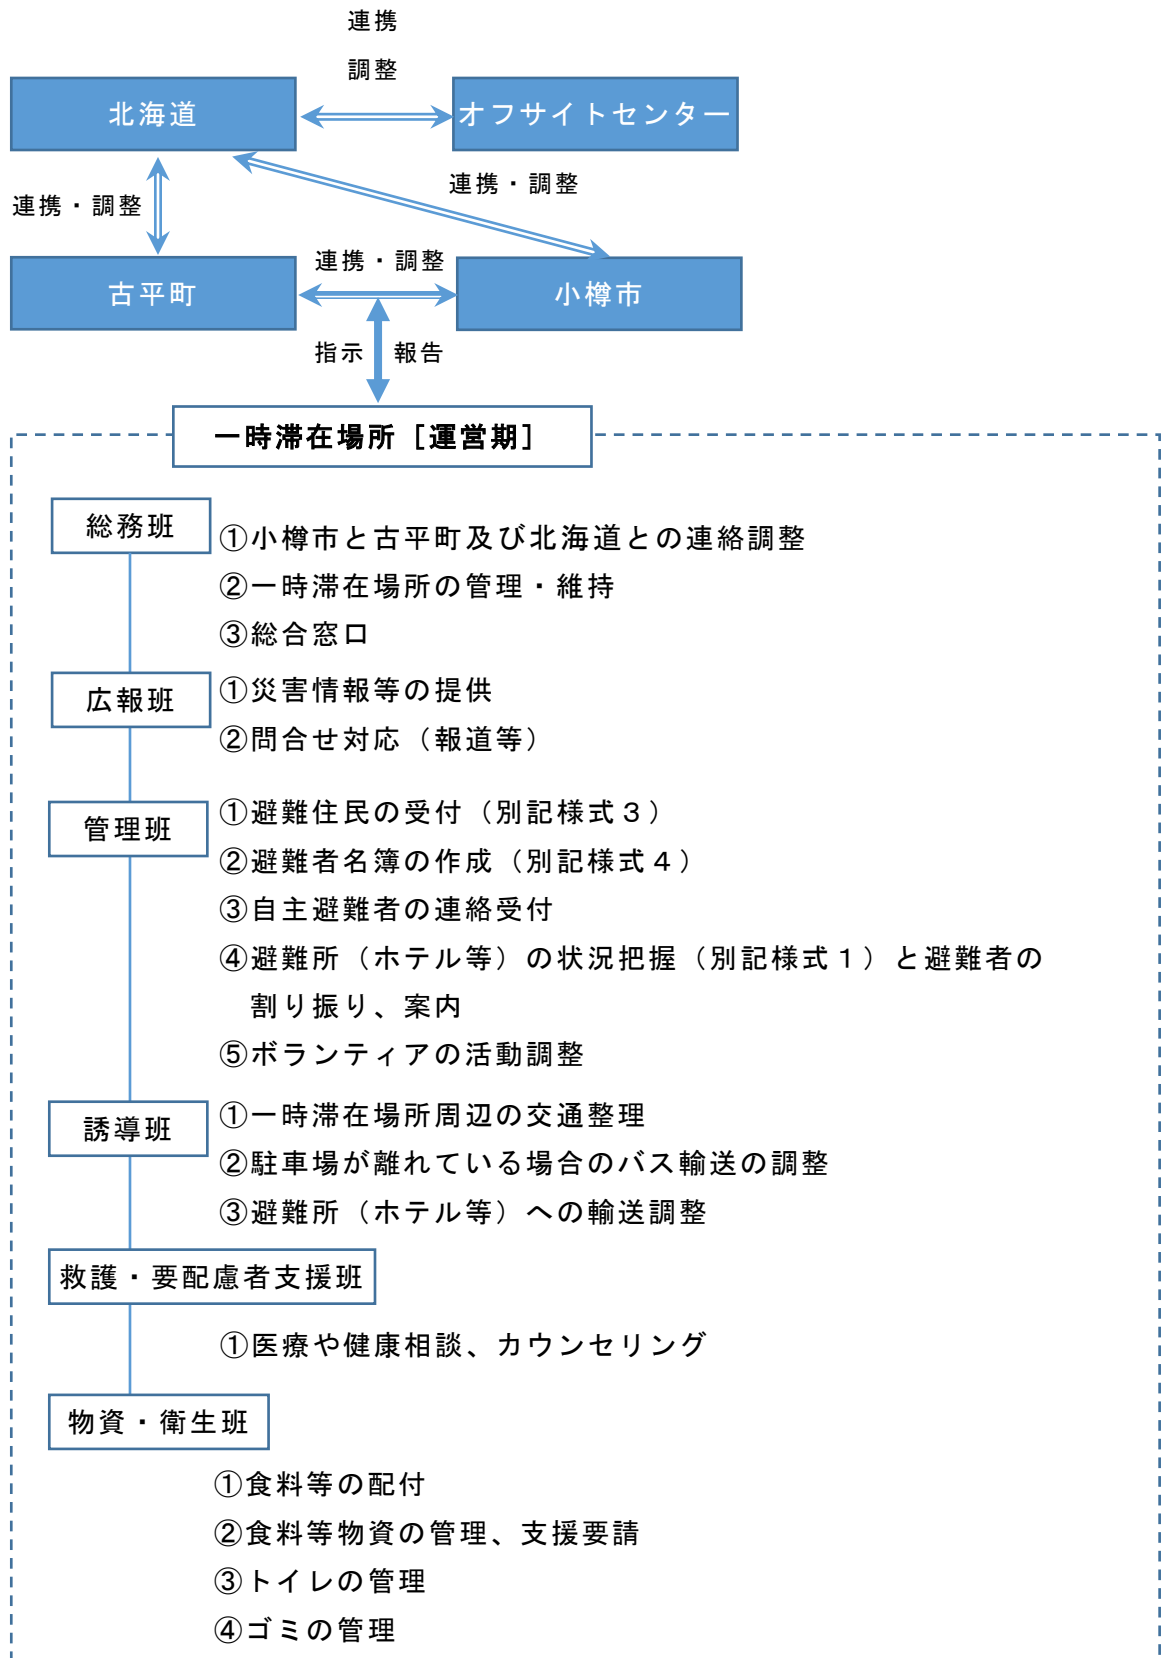 連携
調整
北海道
オフサイトセンター
連携・調整
連携・調整
連携・調整
古平町
小樽市
指示
報告
一時滞在場所［運営期］
総務班
①小樽市と古平町及び北海道との連絡調整
②一時滞在場所の管理・維持
③総合窓口
広報班
①災害情報等の提供
②問合せ対応（報道等）
管理班
①避難住民の受付（別記様式３）
②避難者名簿の作成（別記様式４）
③自主避難者の連絡受付
④避難所（ホテル等）の状況把握（別記様式１）と避難者の
割り振り、案内
⑤ボランティアの活動調整
誘導班
①一時滞在場所周辺の交通整理
②駐車場が離れている場合のバス輸送の調整
③避難所（ホテル等）への輸送調整
救護・要配慮者支援班
①医療や健康相談、カウンセリング
物資・衛生班
①食料等の配付
②食料等物資の管理、支援要請
③トイレの管理
④ゴミの管理